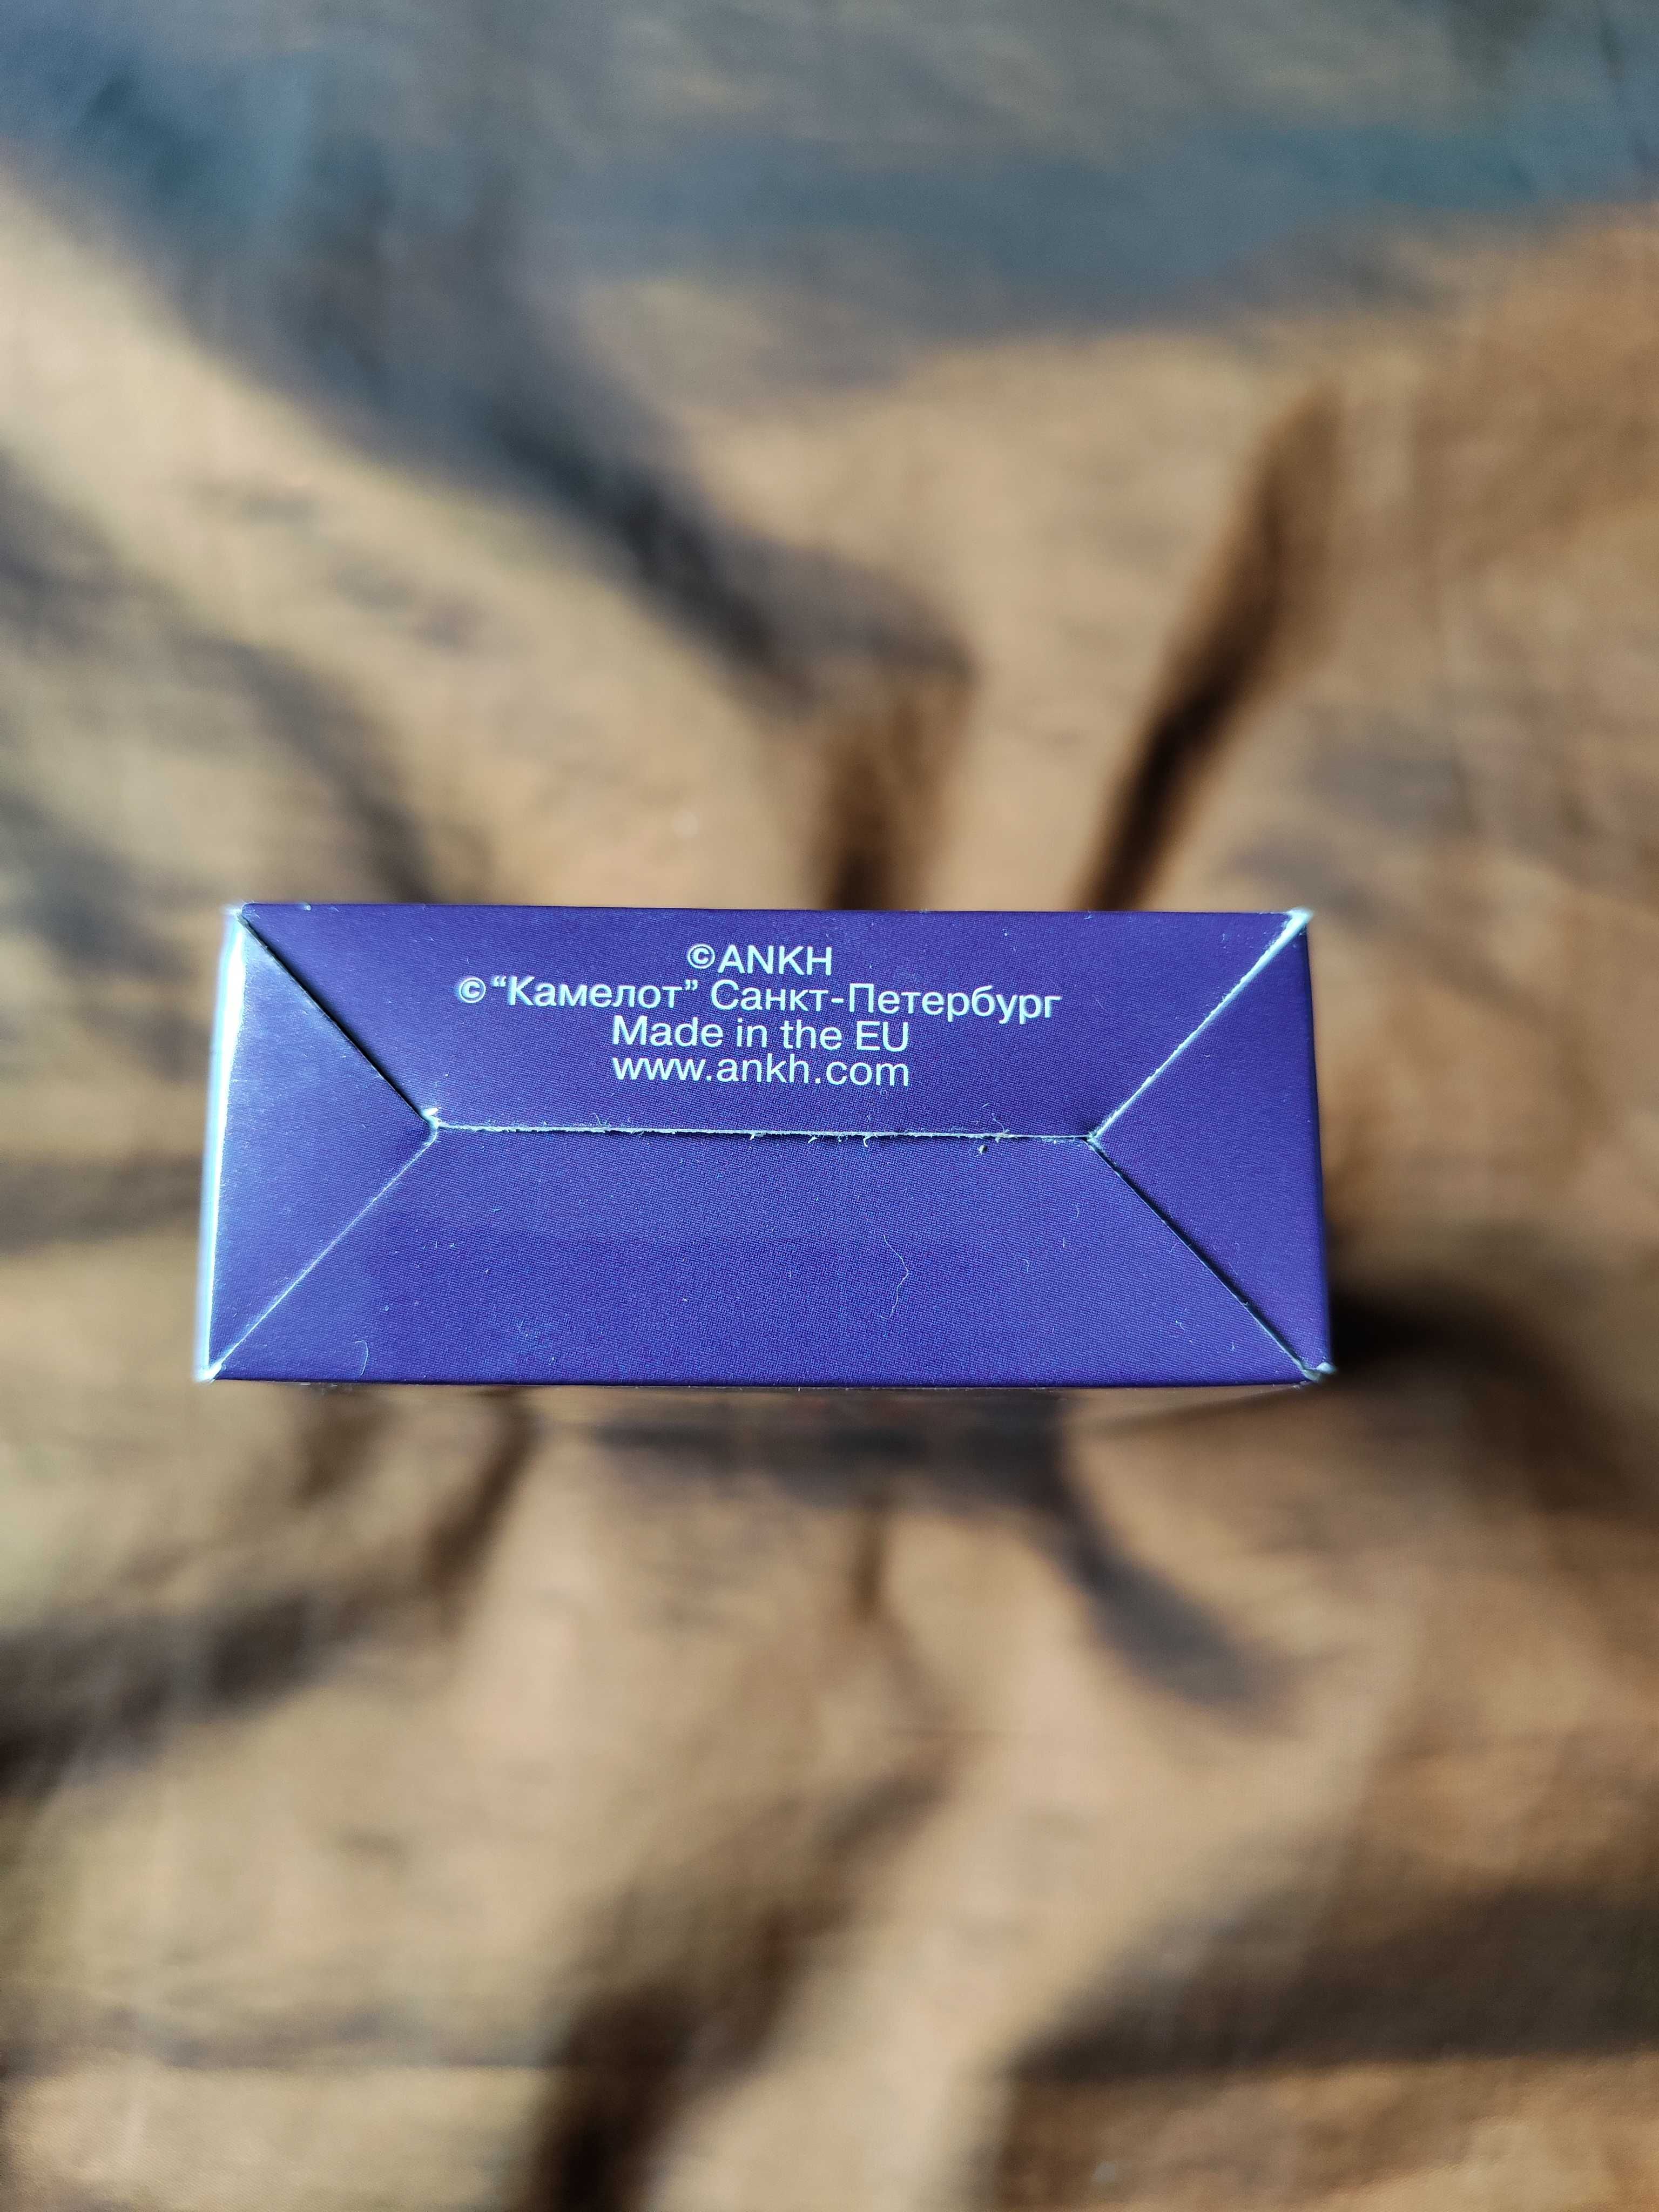 ©ANKH
©“Камелот” Санкт-Петербург
Made in the EU
www.ankh.com